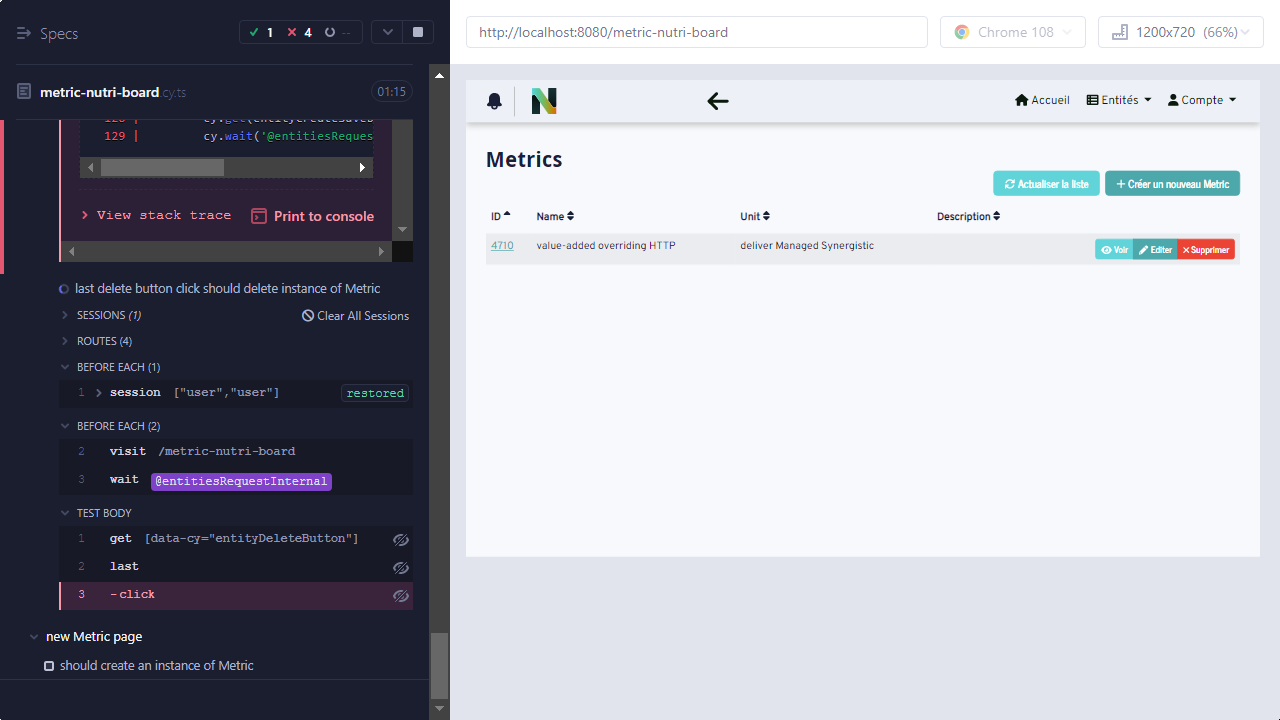 Specs
1
4
--
metric-nutri-board.cy.ts
01:15
129 | cy.wait('@entitiesReques
View stack trace
Print to console
last delete button click should delete instance of Metric
SESSIONS (1)
Clear All Sessions
ROUTES (4)
BEFORE EACH (1)
1 session ["user","user"] restored
BEFORE EACH (2)
2 visit /metric-nutri-board
3 wait @entitiesRequestInternal
TEST BODY
1 get [data-cy="entityDeleteButton"]
2 last
3 -click
new Metric page
should create an instance of Metric
http://localhost:8080/metric-nutri-board
Chrome 108
1200x720 (66%)
N
Accueil
Entités
Compte
Metrics
Actualiser la liste
Créer un nouveau Metric
ID Name Unit Description
4710 value-added overriding HTTP deliver Managed Synergistic
Voir Editer Supprimer